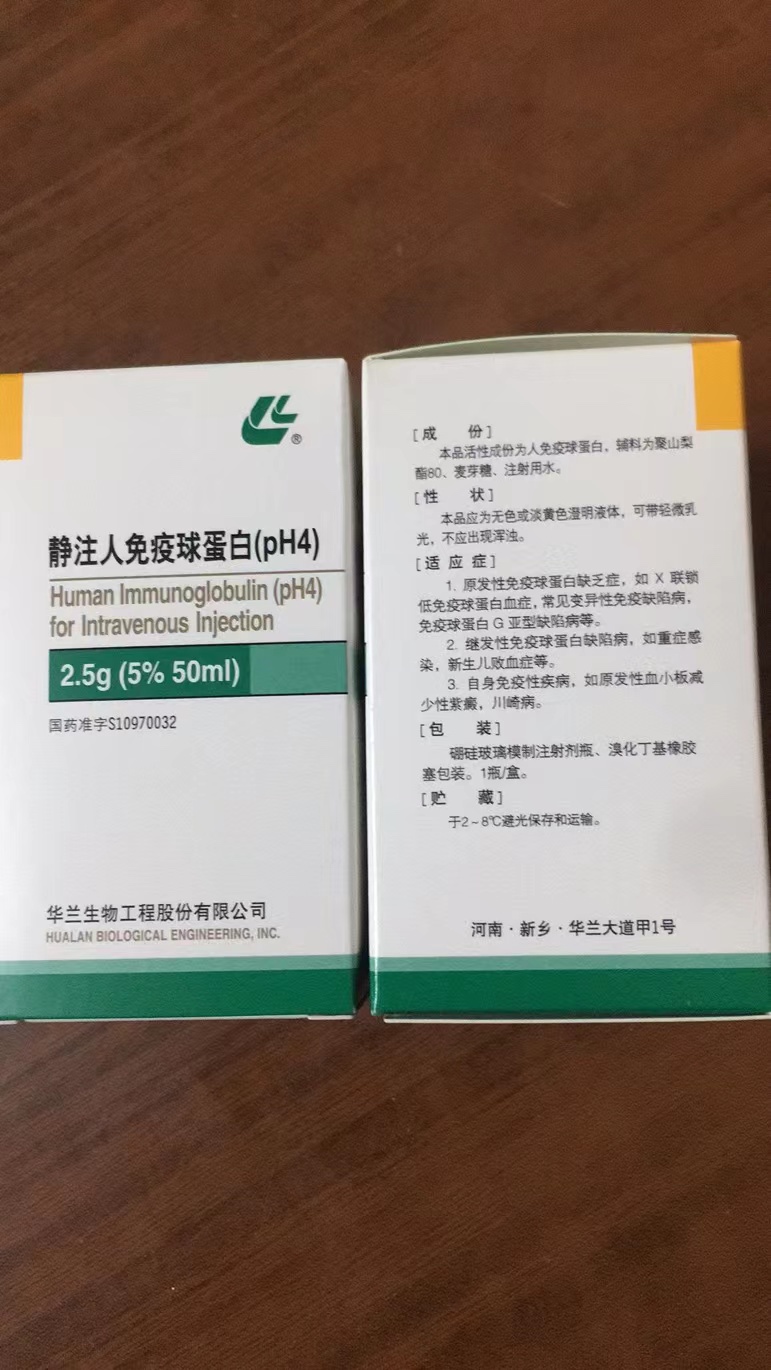 ®
静注人免疫球蛋白(pH4)
Human Immunoglobulin (pH4)
for Intravenous Injection
2.5g (5% 50ml)
国药准字S10970032
华兰生物工程股份有限公司
HUALAN BIOLOGICAL ENGINEERING, INC.
[成 份]
本品活性成份为人免疫球蛋白，辅料为聚山梨
酯80、麦芽糖、注射用水。
[性 状]
本品应为无色或淡黄色澄明液体，可带轻微乳
光，不应出现浑浊。
[适 应 症]
1. 原发性免疫球蛋白缺乏症，如 X 联锁
低免疫球蛋白血症，常见变异性免疫缺陷病，
免疫球蛋白 G 亚型缺陷病等。
2. 继发性免疫球蛋白缺陷病，如重症感
染，新生儿败血症等。
3. 自身免疫性疾病，如原发性血小板减
少性紫癜，川崎病。
[包 装]
硼硅玻璃模制注射剂瓶、溴化丁基橡胶
塞包装。1瓶/盒。
[贮 藏]
于2～8℃避光保存和运输。
河南·新乡·华兰大道甲1号